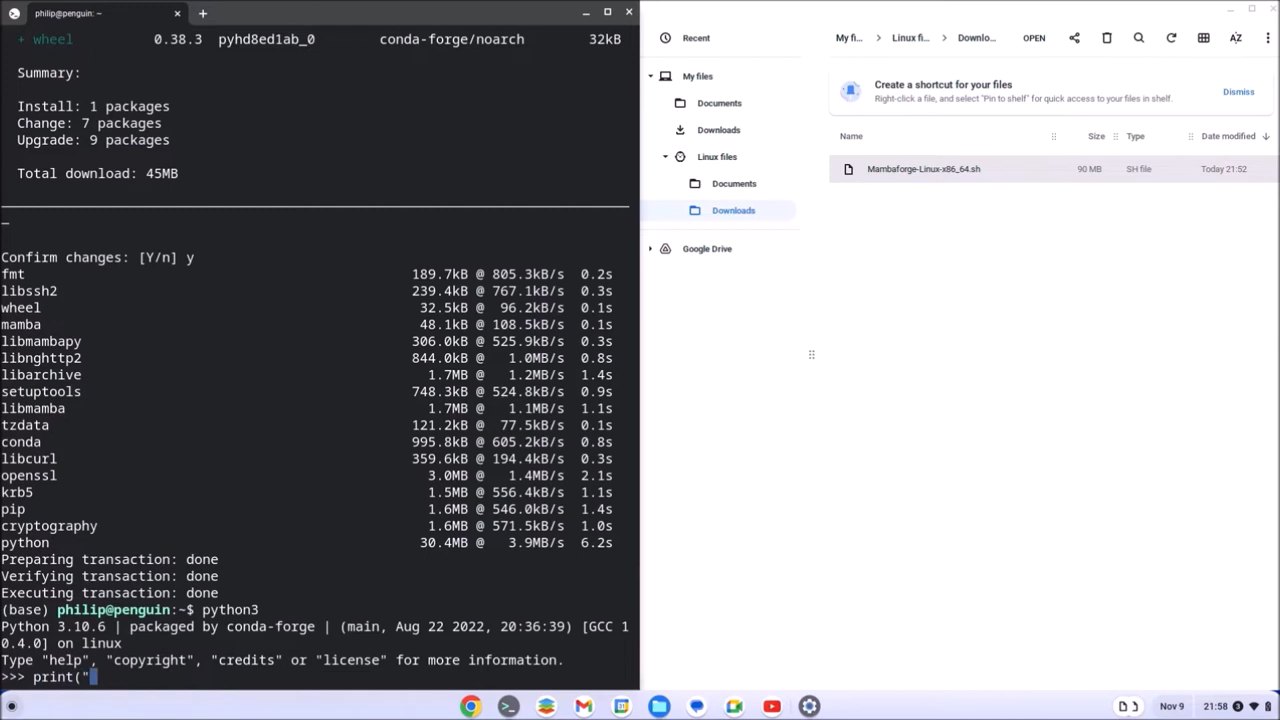 philip@penguin: ~
+ wheel 0.38.3 pyhd8ed1ab_0 conda-forge/noarch 32kB
Summary:
Install: 1 packages
Change: 7 packages
Upgrade: 9 packages
Total download: 45MB
Confirm changes: [Y/n] y
fmt 189.7kB @ 805.3kB/s 0.2s
libssh2 239.4kB @ 767.1kB/s 0.3s
wheel 32.5kB @ 96.2kB/s 0.1s
mamba 48.1kB @ 108.5kB/s 0.1s
libmambapy 306.0kB @ 525.9kB/s 0.3s
libnghttp2 844.0kB @ 1.0MB/s 0.8s
libarchive 1.7MB @ 1.2MB/s 1.4s
setuptools 748.3kB @ 524.8kB/s 0.9s
libmamba 1.7MB @ 1.1MB/s 1.1s
tzdata 121.2kB @ 77.5kB/s 0.1s
conda 995.8kB @ 605.2kB/s 0.8s
libcurl 359.6kB @ 194.4kB/s 0.3s
openssl 3.0MB @ 1.4MB/s 2.1s
krb5 1.5MB @ 556.4kB/s 1.1s
pip 1.6MB @ 546.0kB/s 1.4s
cryptography 1.6MB @ 571.5kB/s 1.0s
python 30.4MB @ 3.9MB/s 6.2s
Preparing transaction: done
Verifying transaction: done
Executing transaction: done
(base) philip@penguin:~$ python3
Python 3.10.6 | packaged by conda-forge | (main, Aug 22 2022, 20:36:39) [GCC 1
0.4.0] on linux
Type "help", "copyright", "credits" or "license" for more information.
>>> print("
Recent
My files
Documents
Downloads
Linux files
Documents
Downloads
Google Drive
My fi... > Linux fi... > Downlo... OPEN AZ
Create a shortcut for your files
Right-click a file, and select "Pin to shelf" for quick access to your files in shelf.
Dismiss
Name Size Type Date modified
Mambaforge-Linux-x86_64.sh 90 MB SH file Today 21:52
Nov 9 21:58 3